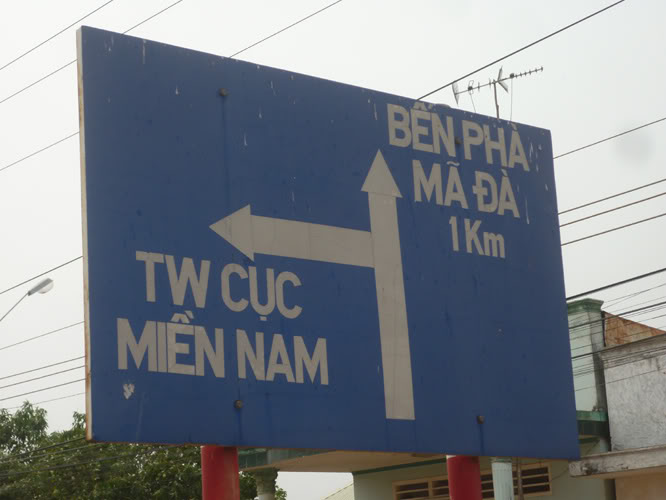 BẾN PHÀ
MÃ ĐÀ
1 Km
TW CỤC
MIỀN NAM